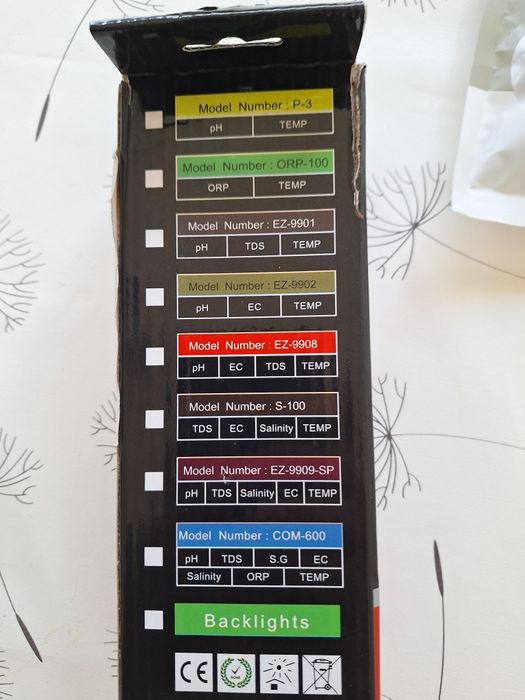 Model Number : P-3
pH TEMP
Model Number : ORP-100
ORP TEMP
Model Number : EZ-9901
pH TDS TEMP
Model Number : EZ-9902
pH EC TEMP
Model Number : EZ-9908
pH EC TDS TEMP
Model Number : S-100
TDS EC Salinity TEMP
Model Number : EZ-9909-SP
pH TDS Salinity EC TEMP
Model Number : COM-600
pH TDS S.G EC
Salinity ORP TEMP
Backlights
CE